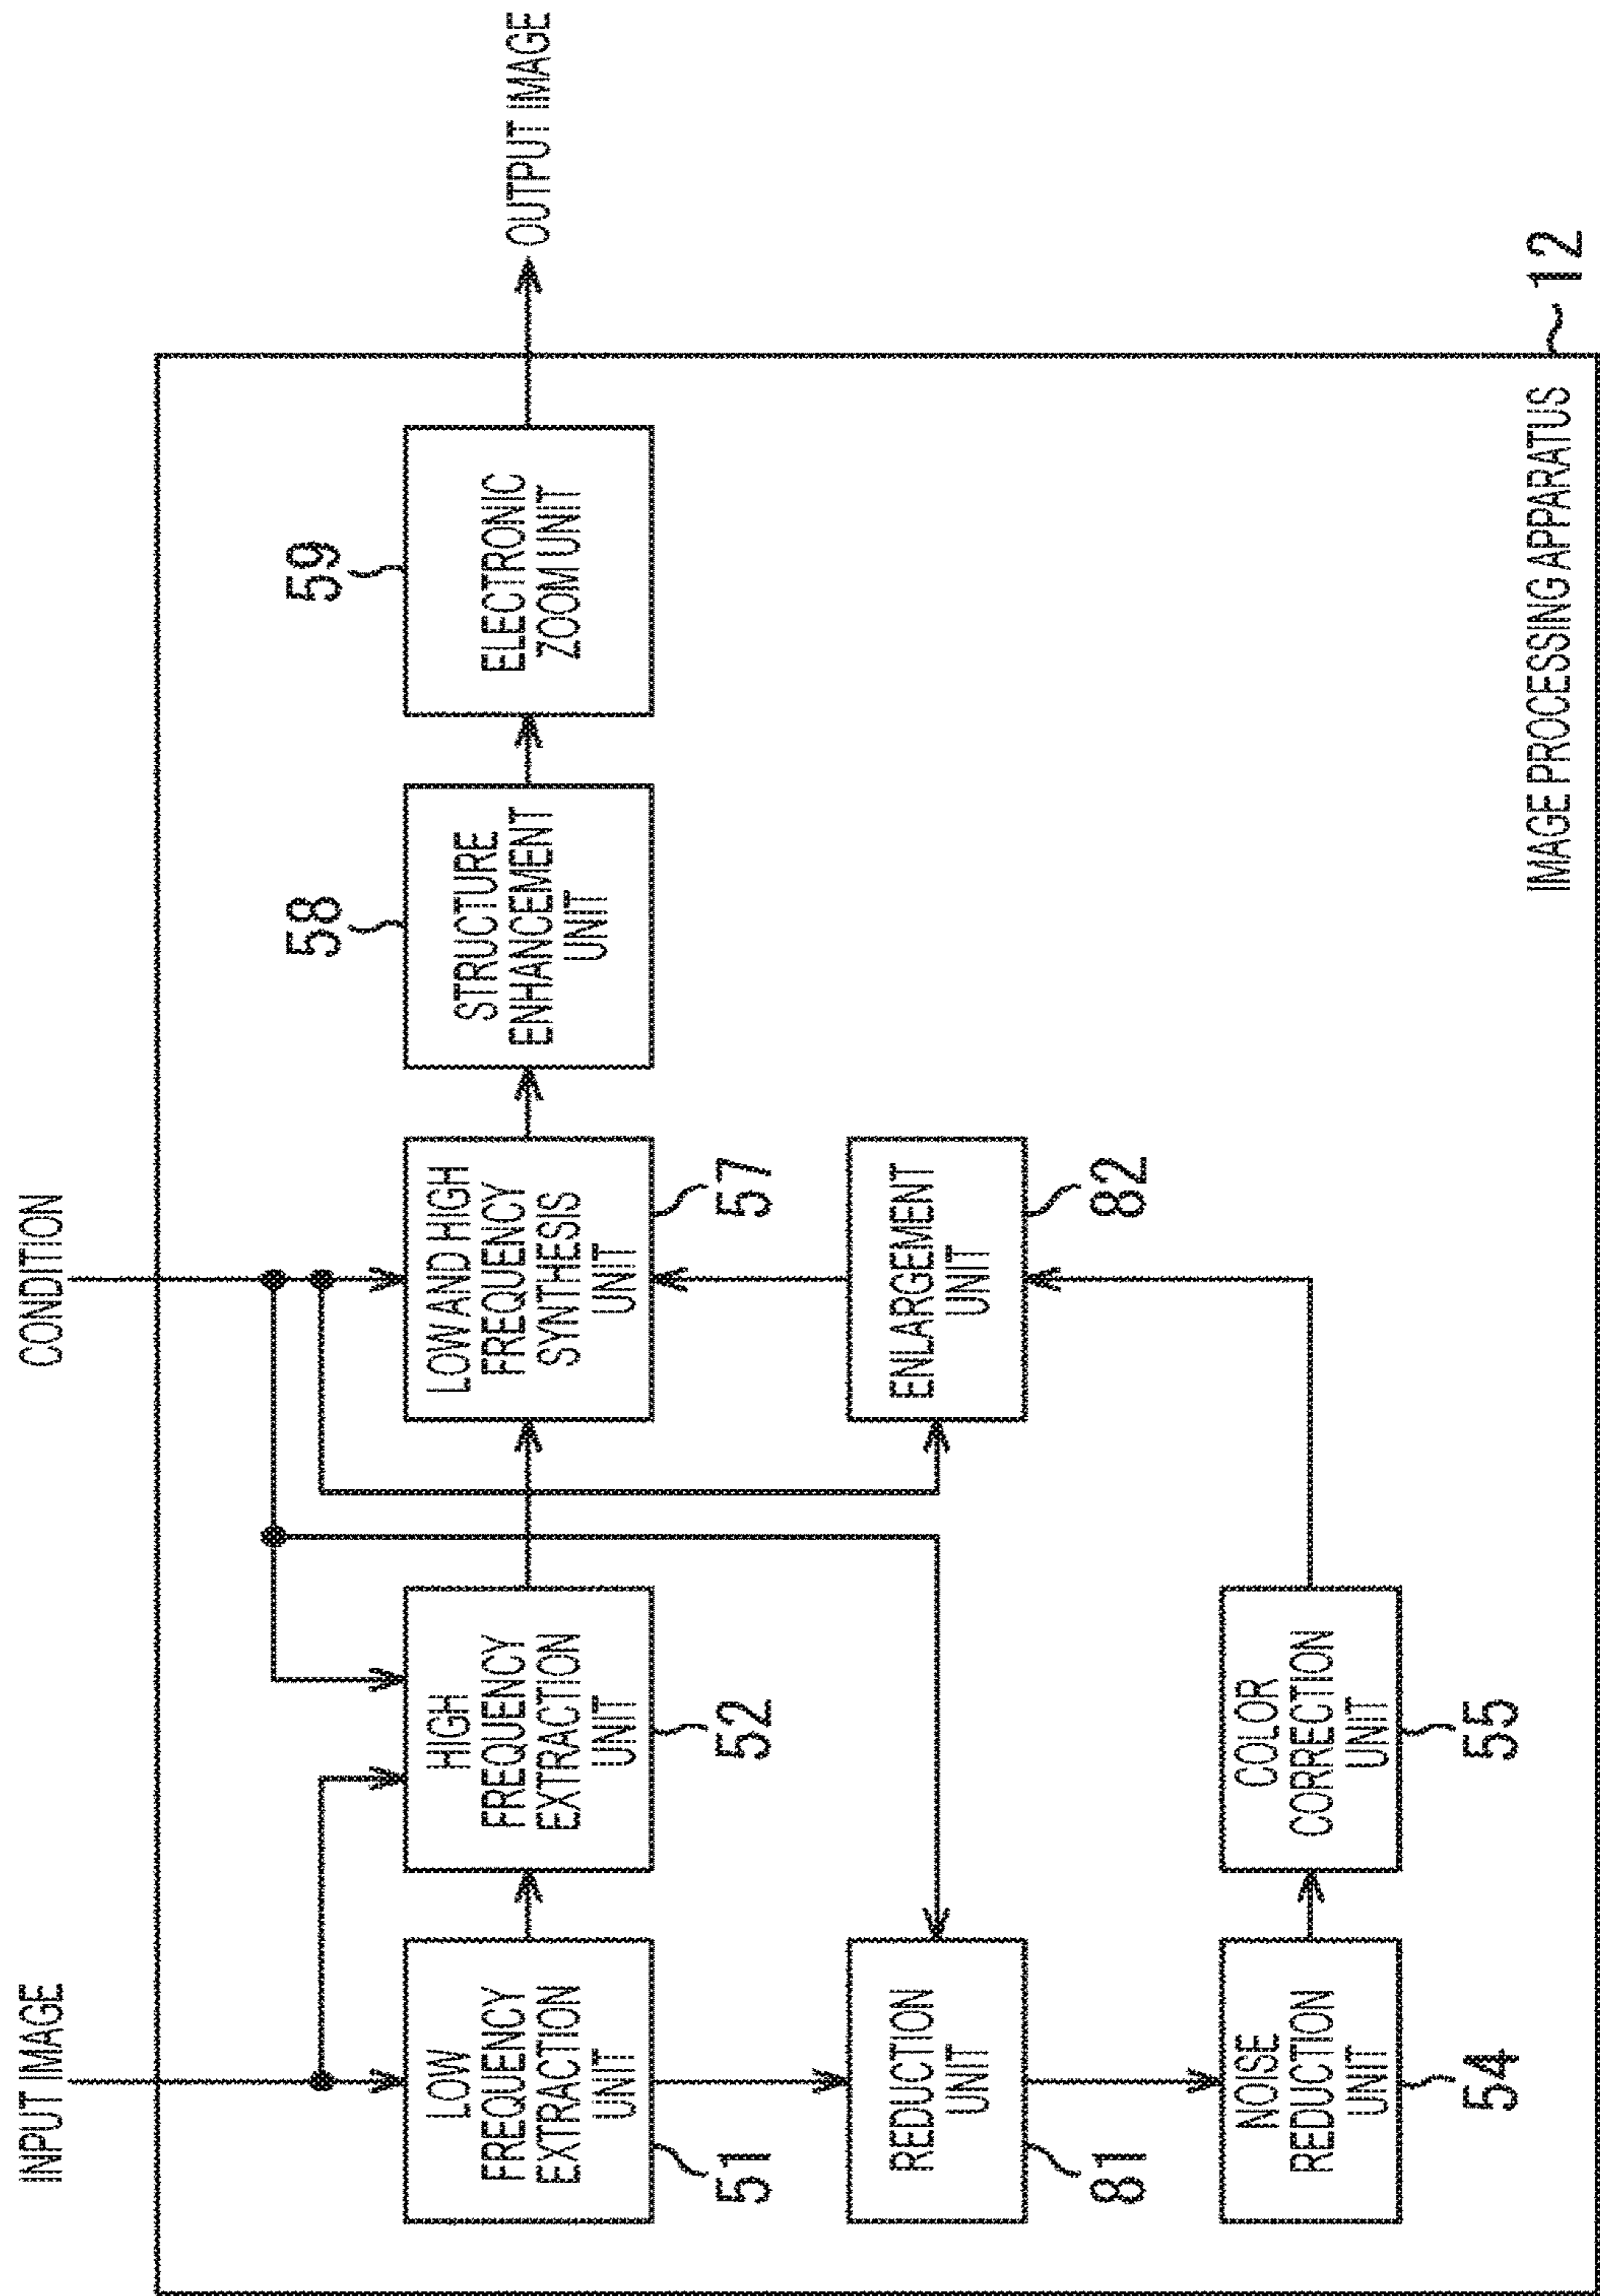 INPUT IMAGE
CONDITION
LOW
FREQUENCY
EXTRACTION
UNIT
51
HIGH
FREQUENCY
EXTRACTION
UNIT
52
LOW AND HIGH
FREQUENCY
SYNTHESIS
UNIT
57
STRUCTURE
ENHANCEMENT
UNIT
58
ELECTRONIC
ZOOM UNIT
59
OUTPUT IMAGE
REDUCTION
UNIT
81
ENLARGEMENT
UNIT
82
NOISE
REDUCTION
UNIT
54
COLOR
CORRECTION
UNIT
55
IMAGE PROCESSING APPARATUS
12